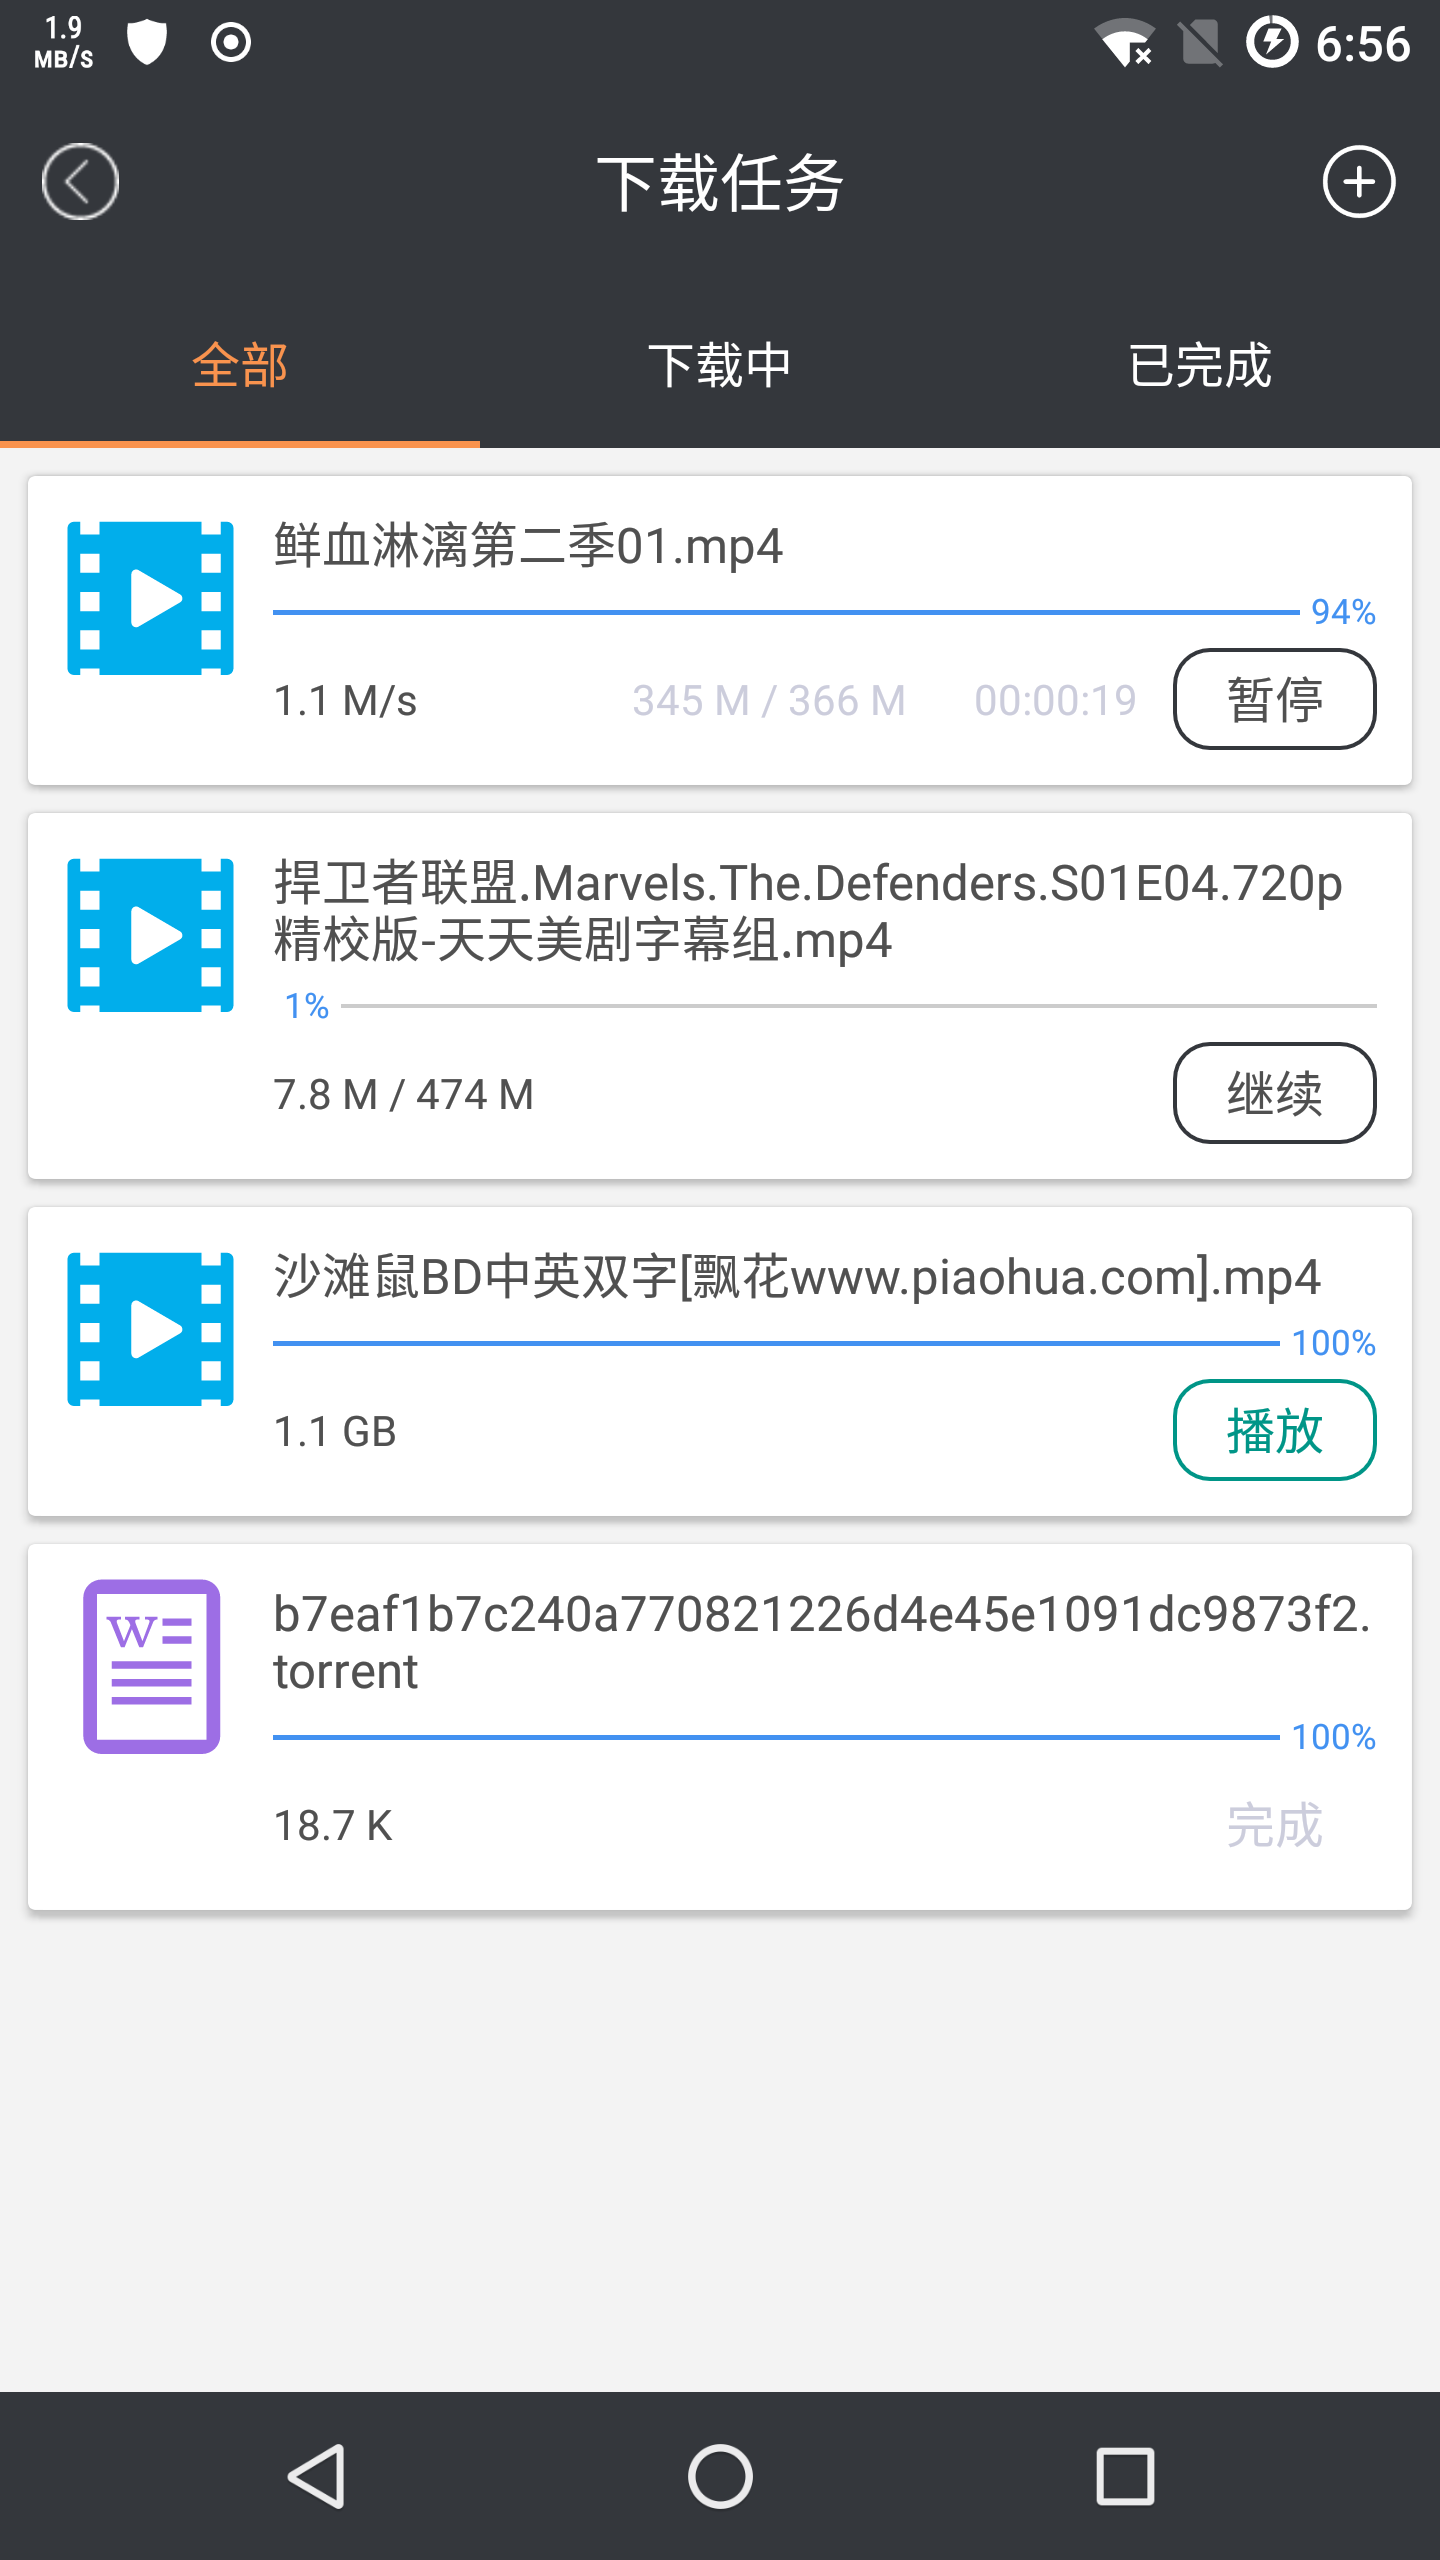 1.9
MB/S
6:56
下载任务
全部
下载中
已完成
鲜血淋漓第二季01.mp4
94%
1.1 M/s
345 M / 366 M
00:00:19
暂停
捍卫者联盟.Marvels.The.Defenders.S01E04.720p
精校版-天天美剧字幕组.mp4
1%
7.8 M / 474 M
继续
沙滩鼠BD中英双字[飘花www.piaohua.com].mp4
100%
1.1 GB
播放
W
b7eaf1b7c240a770821226d4e45e1091dc9873f2.
torrent
100%
18.7 K
完成